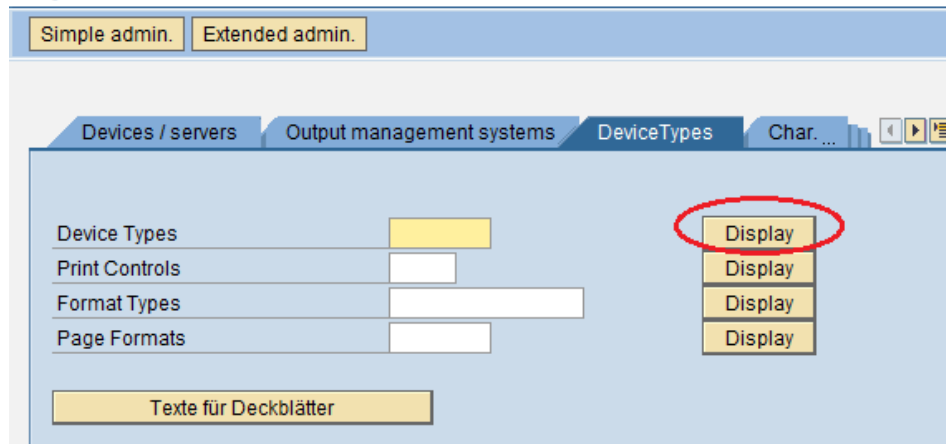 Simple admin. Extended admin.
Devices / servers Output management systems DeviceTypes Char. ...
Device Types Display
Print Controls Display
Format Types Display
Page Formats Display
Texte für Deckblätter